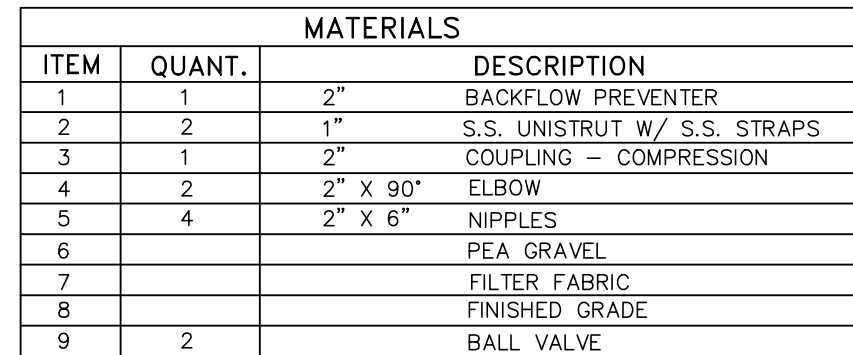 MATERIALS
ITEM QUANT. DESCRIPTION
1 1 2" BACKFLOW PREVENTER
2 2 1" S.S. UNISTRUT W/ S.S. STRAPS
3 1 2" COUPLING – COMPRESSION
4 2 2" X 90° ELBOW
5 4 2" X 6" NIPPLES
6 PEA GRAVEL
7 FILTER FABRIC
8 FINISHED GRADE
9 2 BALL VALVE